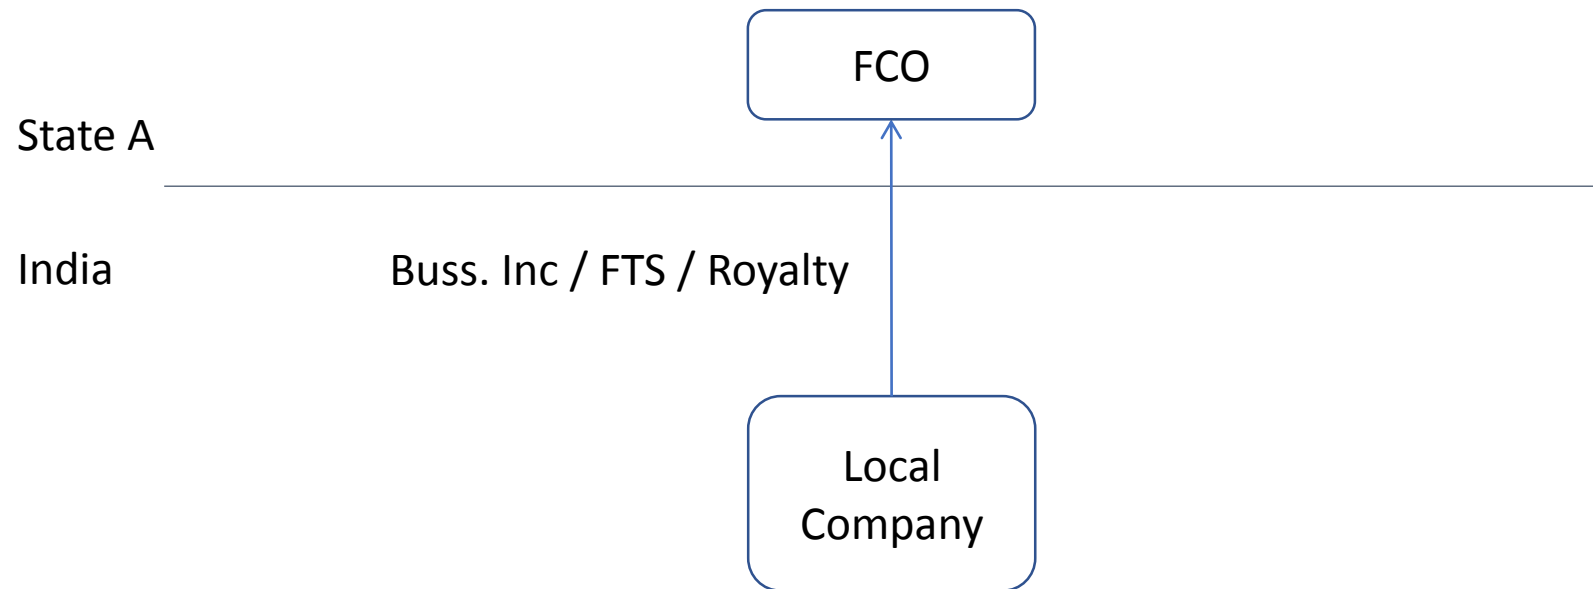 FCO
State A
India
Buss. Inc / FTS / Royalty
Local
Company